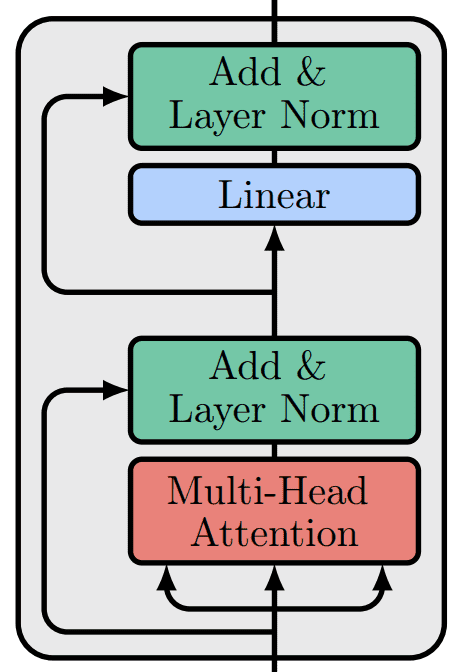 Add &
Layer Norm
Linear
Add &
Layer Norm
Multi-Head
Attention